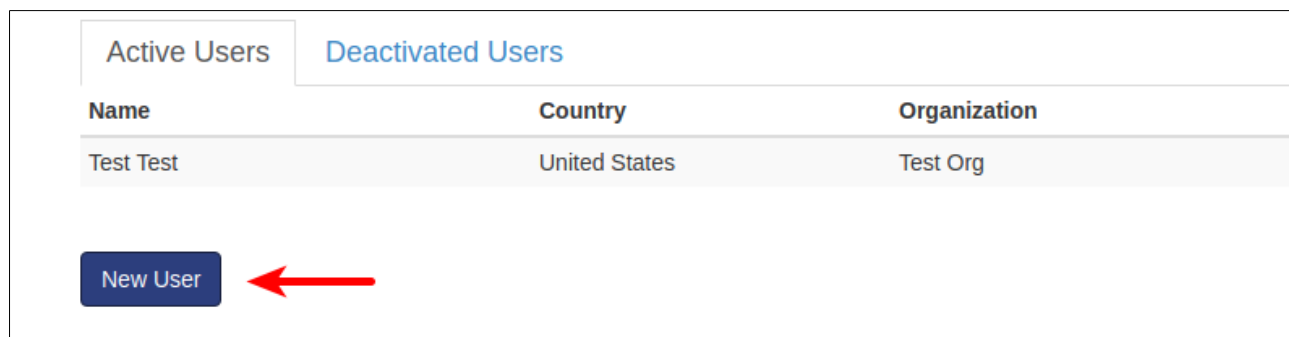 Active Users Deactivated Users
Name Country Organization
Test Test United States Test Org
New User